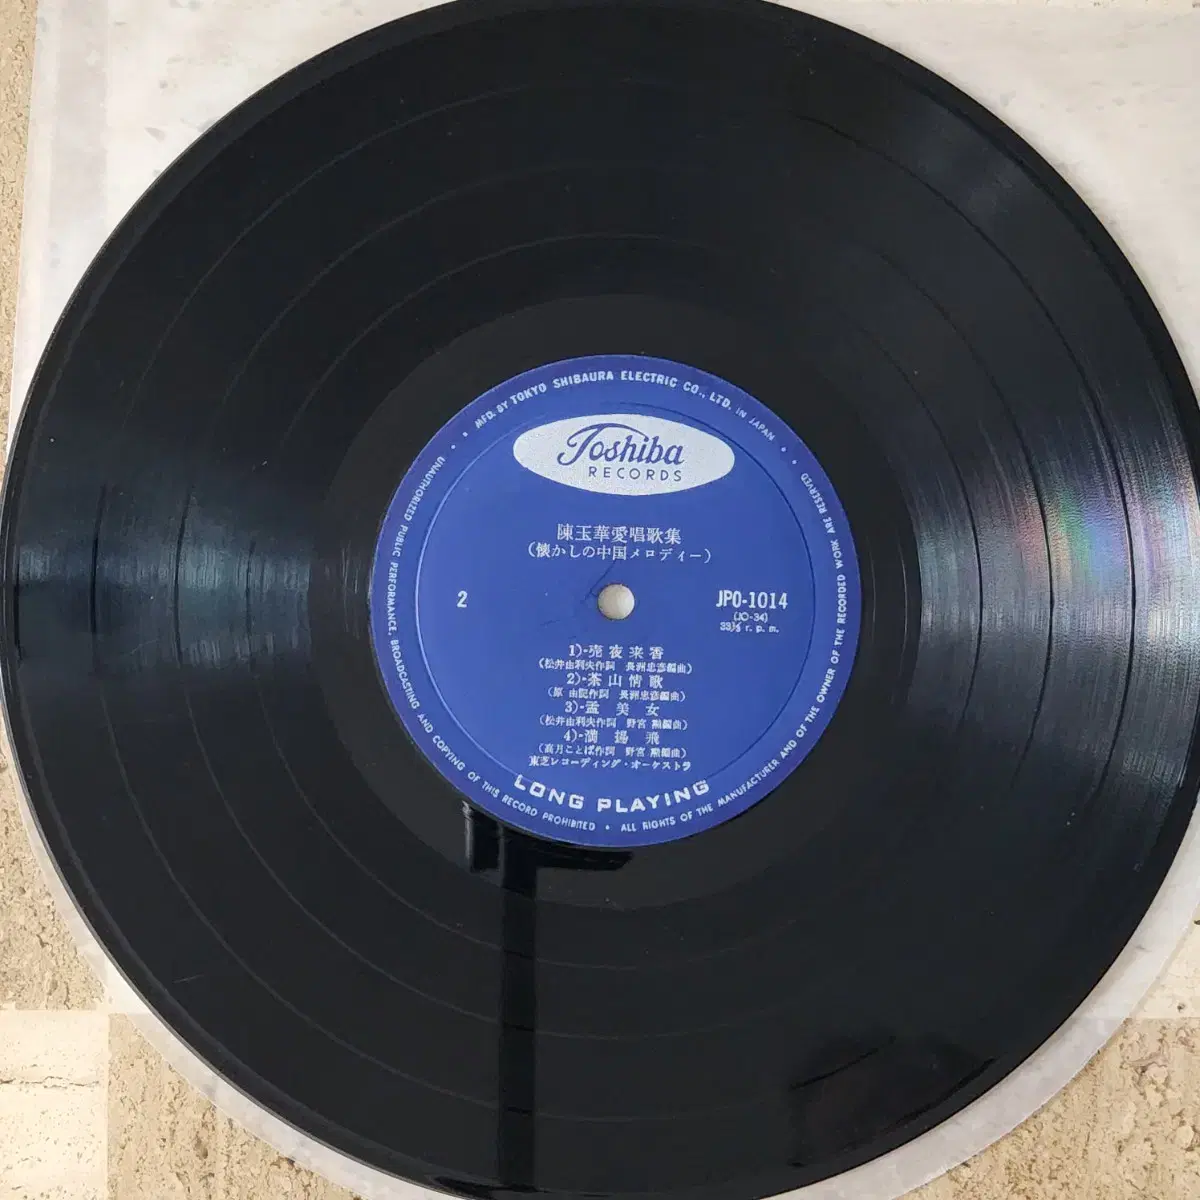 MFD. BY TOKYO SHIBAURA ELECTRIC CO., LTD. IN JAPAN
Toshiba
RECORDS
陳玉華愛唱歌集
(懐かしの中国メロディー)
2
JPO-1014
(JO-34)
33⅓ r. p. m.
1)・売夜来香
(松井由利夫作詞 長洲忠彦編曲)
2)・茶山情歌
(原 由記作詞 長洲忠彦編曲)
3)・孟美女
(松井由利夫作詞 野宮 勲編曲)
4)・満場飛
(高月ことば作詞 野宮 勲編曲)
東芝レコーディング・オーケストラ
LONG PLAYING
UNAUTHORIZED PUBLIC PERFORMANCE, BROADCASTING AND COPYING OF THIS RECORD PROHIBITED • ALL RIGHTS OF THE MANUFACTURER AND OF THE OWNER OF THE RECORDED WORK ARE RESERVED